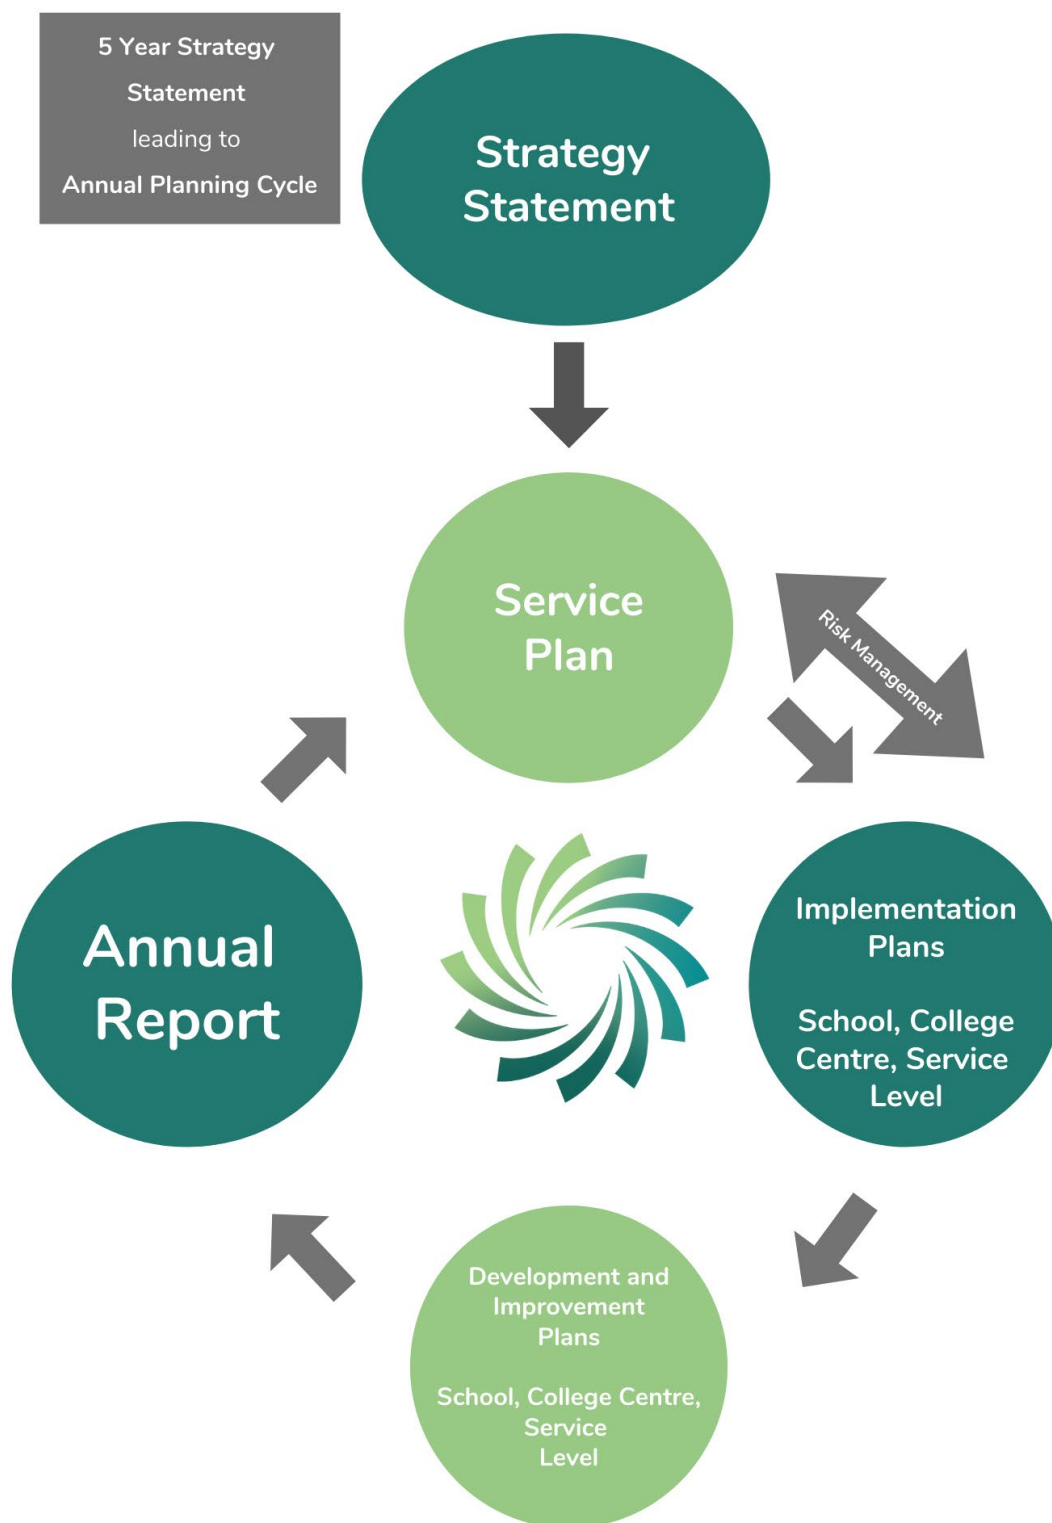 5 Year Strategy
Statement
leading to
Annual Planning Cycle
Strategy
Statement
Service
Plan
Risk Management
Implementation
Plans
School, College
Centre, Service
Level
Annual
Report
Development and
Improvement
Plans
School, College Centre,
Service
Level